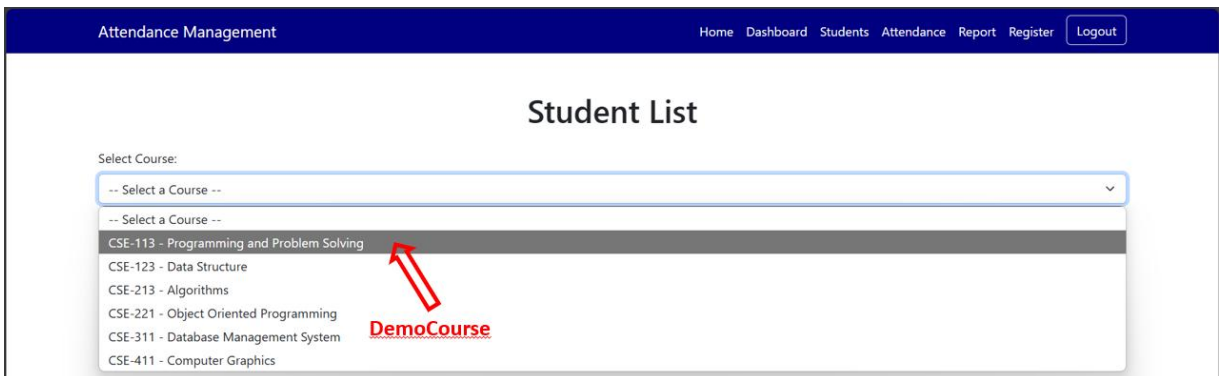 Attendance Management Home Dashboard Students Attendance Report Register Logout
Student List
Select Course:
-- Select a Course --
-- Select a Course --
CSE-113 - Programming and Problem Solving
CSE-123 - Data Structure
CSE-213 - Algorithms
CSE-221 - Object Oriented Programming
DemoCourse
CSE-311 - Database Management System
CSE-411 - Computer Graphics